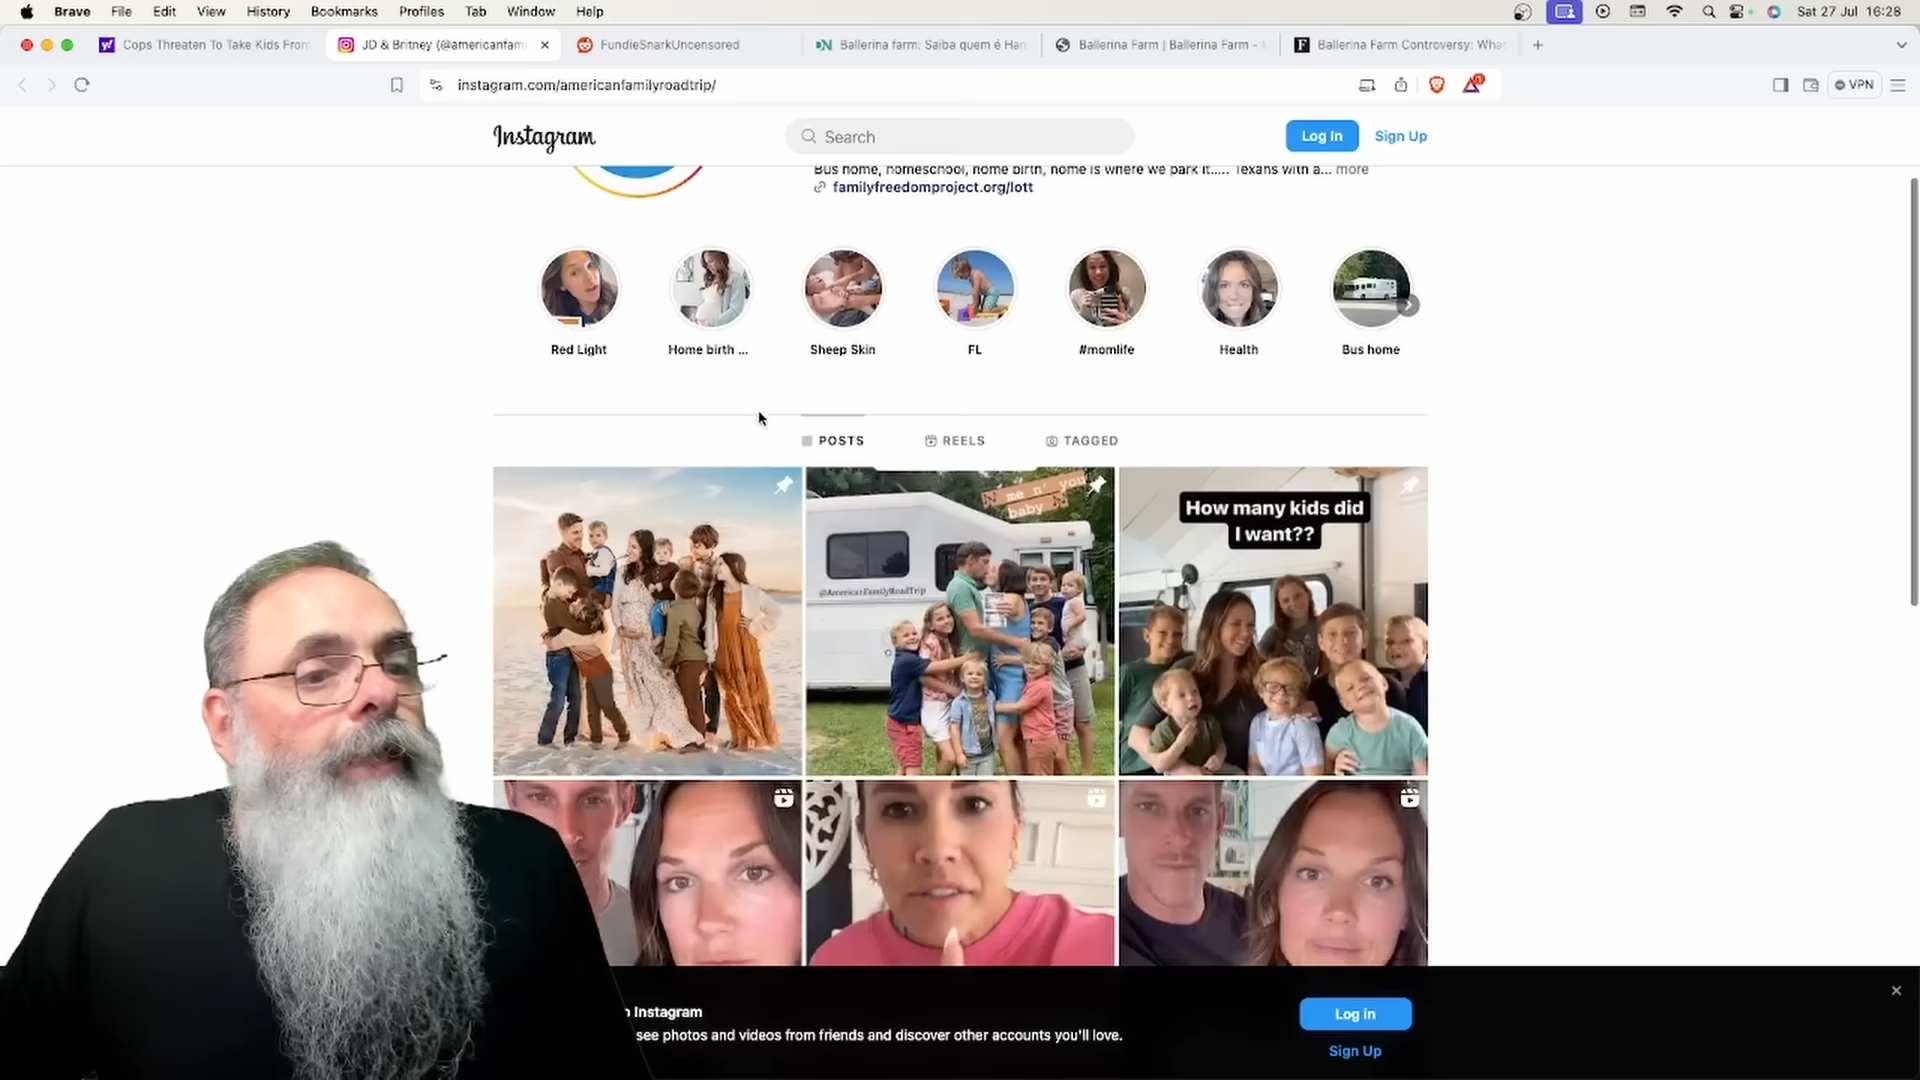 Brave File Edit View History Bookmarks Profiles Tab Window Help Sat 27 Jul 16:28
Cops Threaten To Take Kids From JD & Britney (@americanfam FundieSnarkUncensored Ballerina farm: Saiba quem é Han Ballerina Farm | Ballerina Farm - Ballerina Farm Controversy: What
instagram.com/americanfamilyroadtrip/ 1 VPN
Instagram Search Log In Sign Up
Bus home, homeschool, home birth, home is where we park it..... Texans with a... more
familyfreedomproject.org/lott
Red Light Home birth ... Sheep Skin FL #momlife Health Bus home
POSTS REELS TAGGED
me n' you
baby
@AmericanFamilyRoadTrip
How many kids did
I want??
Instagram
see photos and videos from friends and discover other accounts you'll love.
Log in
Sign Up